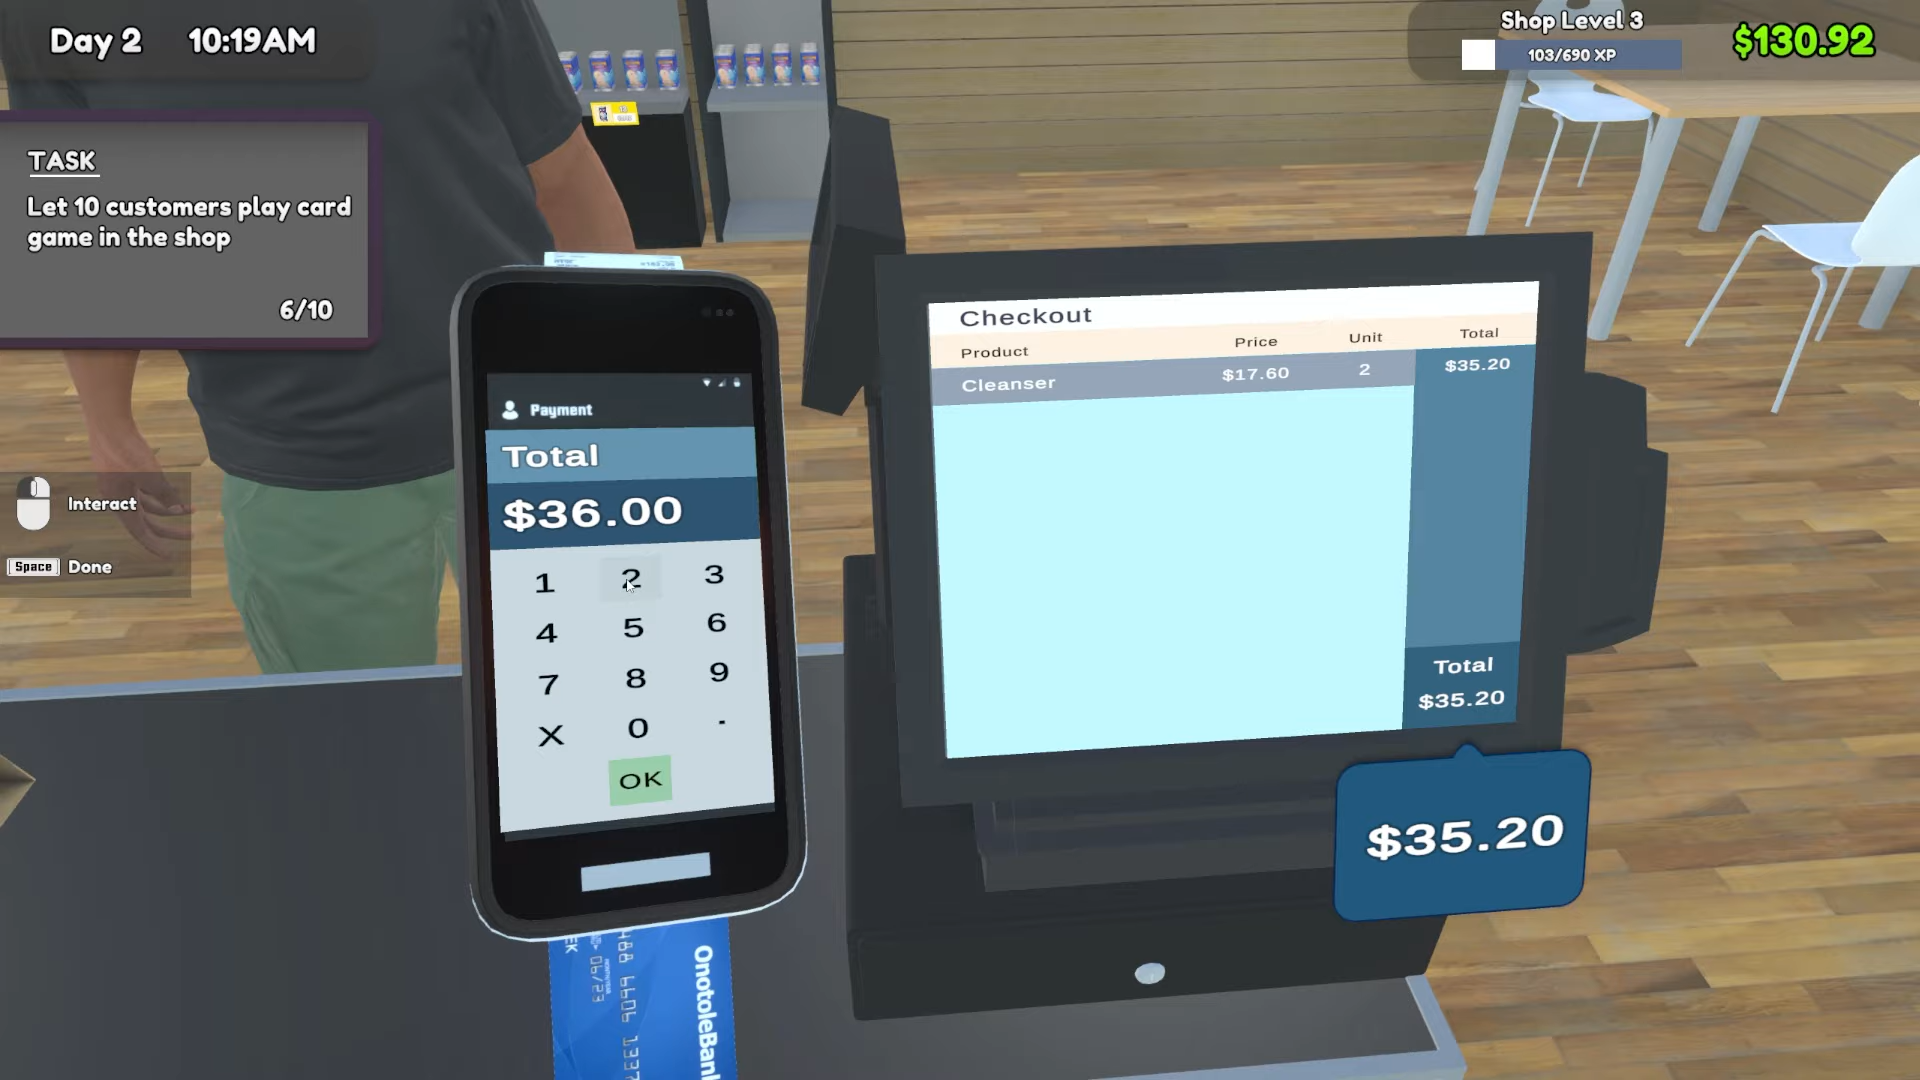 Day 2 10:19AM
Shop Level 3
103/690 XP
$130.92
TASK
Let 10 customers play card
game in the shop
6/10
Interact
Space Done
Payment
Total
$36.00
1 2 3
4 5 6
7 8 9
X 0 .
OK
Checkout
Product Price Unit Total
Cleanser $17.60 2 $35.20
Total
$35.20
$35.20
OnotoleBank
06/23